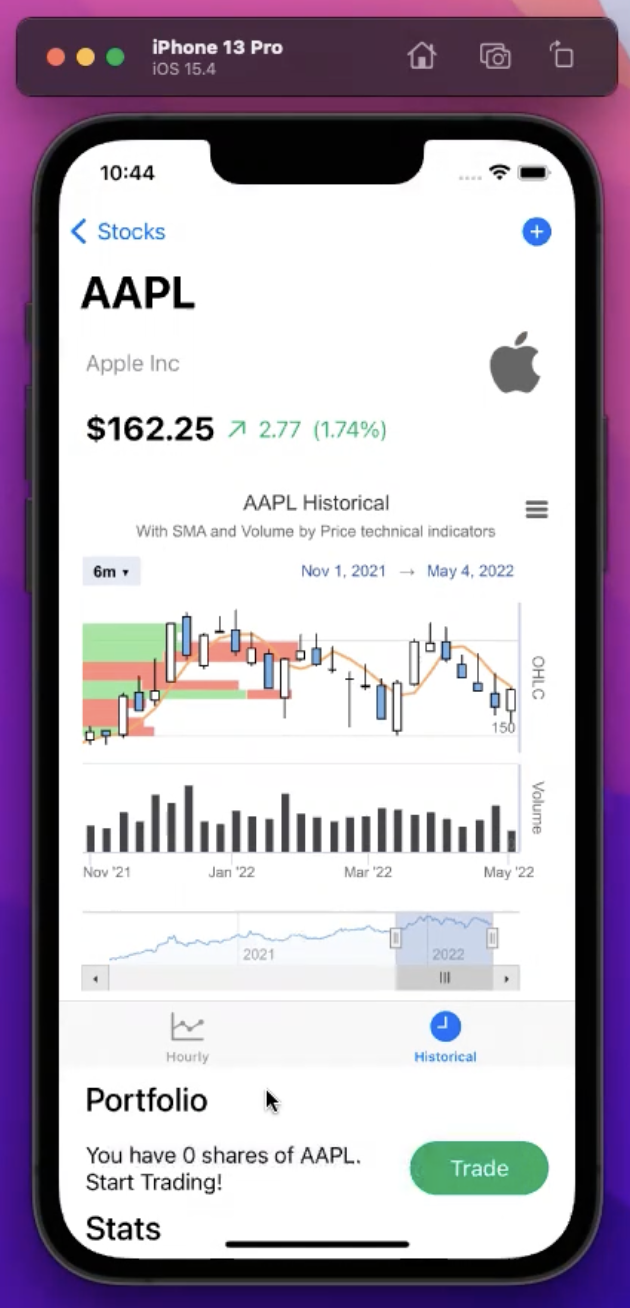 iPhone 13 Pro
iOS 15.4
10:44
Stocks
AAPL
Apple Inc
$162.25 2.77 (1.74%)
AAPL Historical
With SMA and Volume by Price technical indicators
6m ▾ Nov 1, 2021 → May 4, 2022
OHLC
150
Volume
Nov '21 Jan '22 Mar '22 May '22
2021 2022
Hourly Historical
Portfolio
You have 0 shares of AAPL.
Start Trading!
Trade
Stats